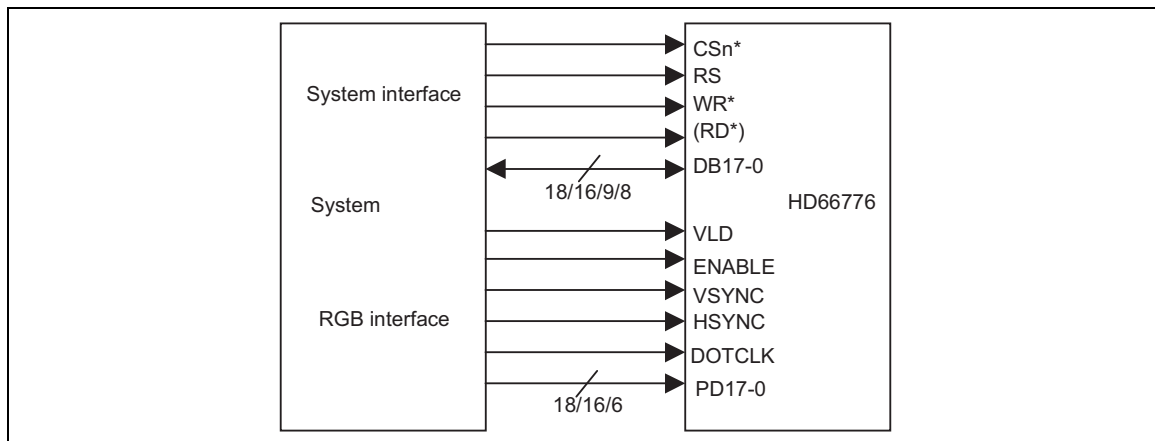 System interface
System
RGB interface
CSn*
RS
WR*
(RD*)
DB17-0
18/16/9/8
HD66776
VLD
ENABLE
VSYNC
HSYNC
DOTCLK
PD17-0
18/16/6